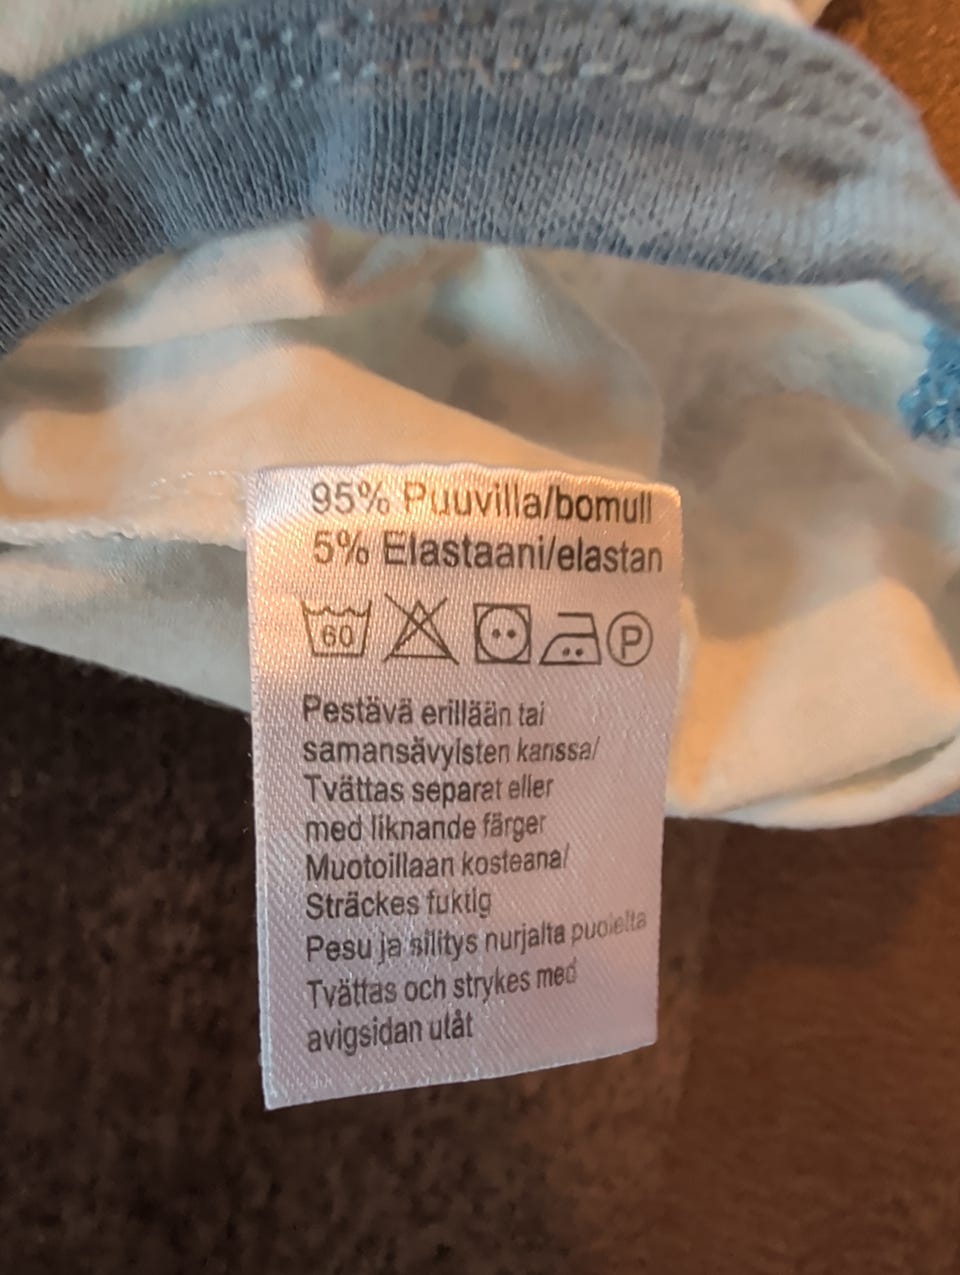 95% Puuvilla/bomull
5% Elastaani/elastan
60 P
Pestävä erillään tai
samansävyisten kanssa/
Tvättas separat eller
med liknande färger
Muotoillaan kosteana/
Sträckes fuktig
Pesu ja silitys nurjalta puolelta
Tvättas och strykes med
avigsidan utåt